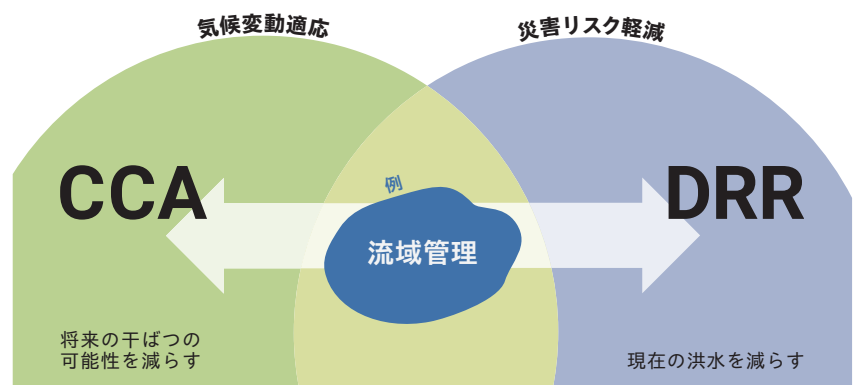 気候変動適応
災害リスク軽減
CCA
DRR
例
流域管理
将来の干ばつの
可能性を減らす
現在の洪水を減らす